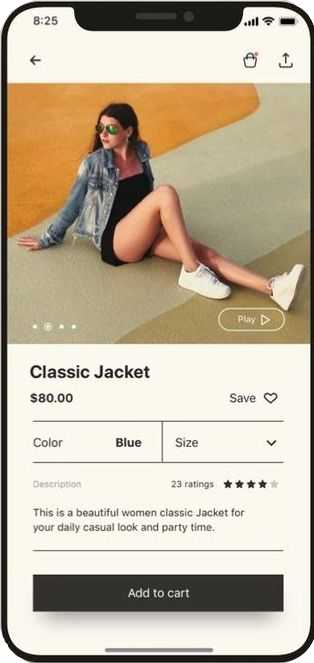 8:25
Play
Classic Jacket
$80.00 Save
Color Blue Size
Description 23 ratings
This is a beautiful women classic Jacket for
your daily casual look and party time.
Add to cart